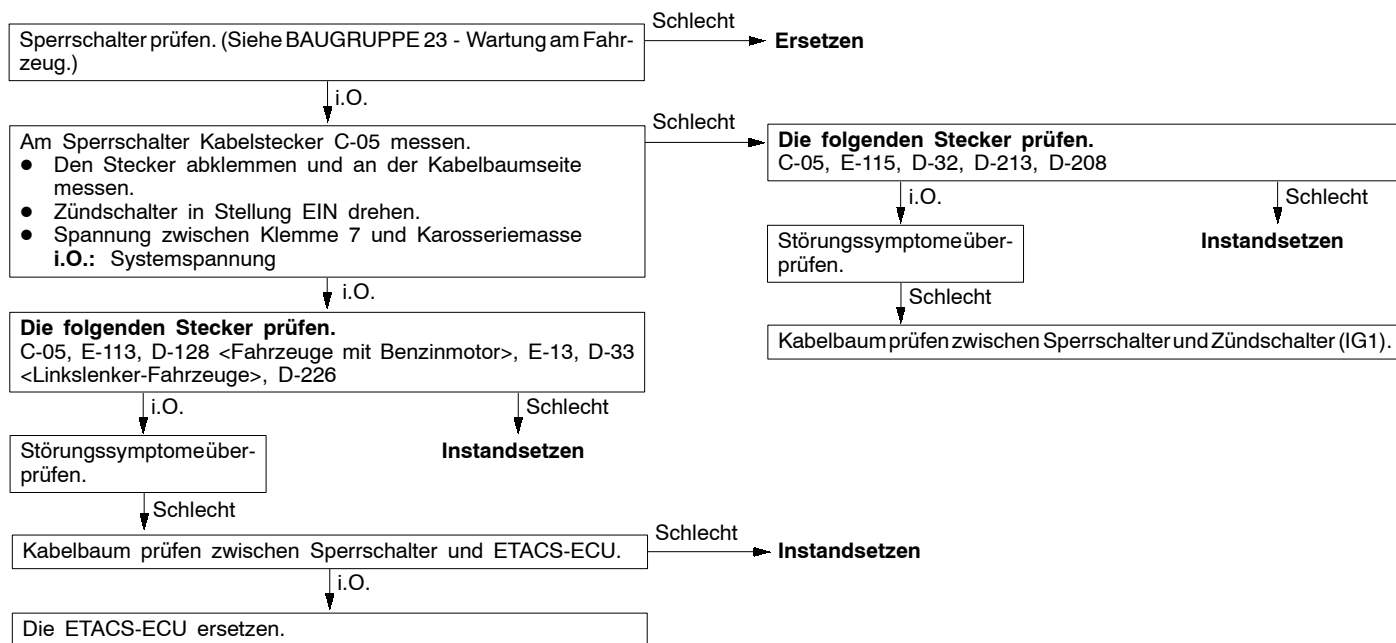 Sperrschalter prüfen. (Siehe BAUGRUPPE 23 - Wartung am Fahr-
zeug.)
Schlecht
Ersetzen
i.O.
Am Sperrschalter Kabelstecker C-05 messen.
● Den Stecker abklemmen und an der Kabelbaumseite
messen.
● Zündschalter in Stellung EIN drehen.
● Spannung zwischen Klemme 7 und Karosseriemasse
i.O.: Systemspannung
Schlecht
Die folgenden Stecker prüfen.
C-05, E-115, D-32, D-213, D-208
i.O.
Schlecht
Störungssymptome über-
prüfen.
Instandsetzen
Schlecht
Kabelbaum prüfen zwischen Sperrschalter und Zündschalter (IG1).
i.O.
Die folgenden Stecker prüfen.
C-05, E-113, D-128 <Fahrzeuge mit Benzinmotor>, E-13, D-33
<Linkslenker-Fahrzeuge>, D-226
i.O.
Schlecht
Störungssymptome über-
prüfen.
Instandsetzen
Schlecht
Kabelbaum prüfen zwischen Sperrschalter und ETACS-ECU.
Schlecht
Instandsetzen
i.O.
Die ETACS-ECU ersetzen.